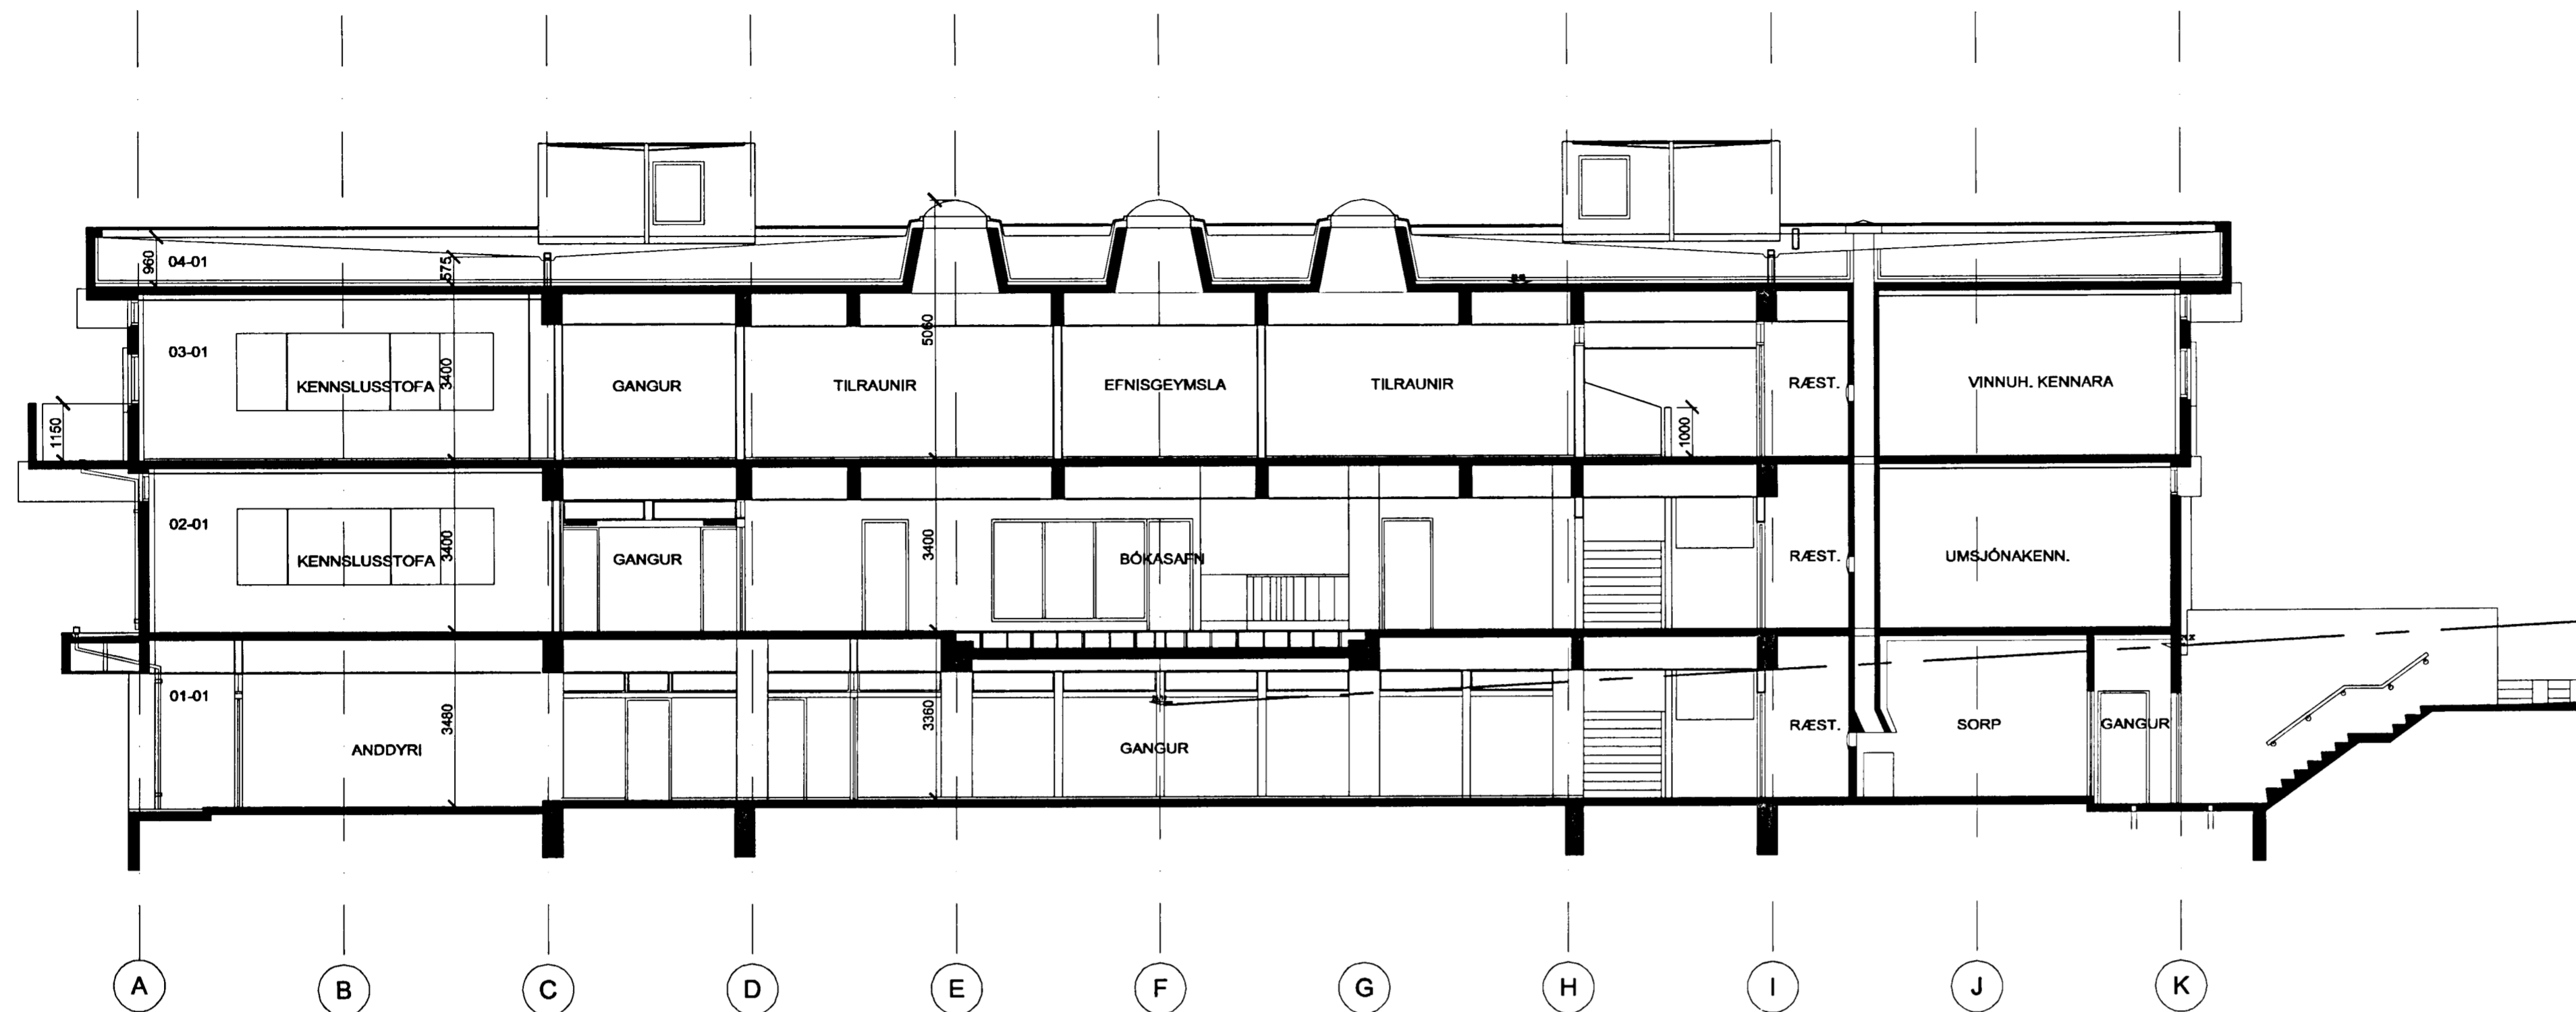 960
04-01
575
03-01
KENNSLUSSTOFA
3400
GANGUR
TILRAUNIR
5060
EFNISGEYMSLA
TILRAUNIR
RÆST.
VINNUH. KENNARA
1150
1000
02-01
KENNSLUSSTOFA
3400
GANGUR
3400
BÓKASAFN
RÆST.
UMSJÓNAKENN.
01-01
ANDDYRI
3480
3360
GANGUR
RÆST.
SORP
GANGUR
A B C D E F G H I J K